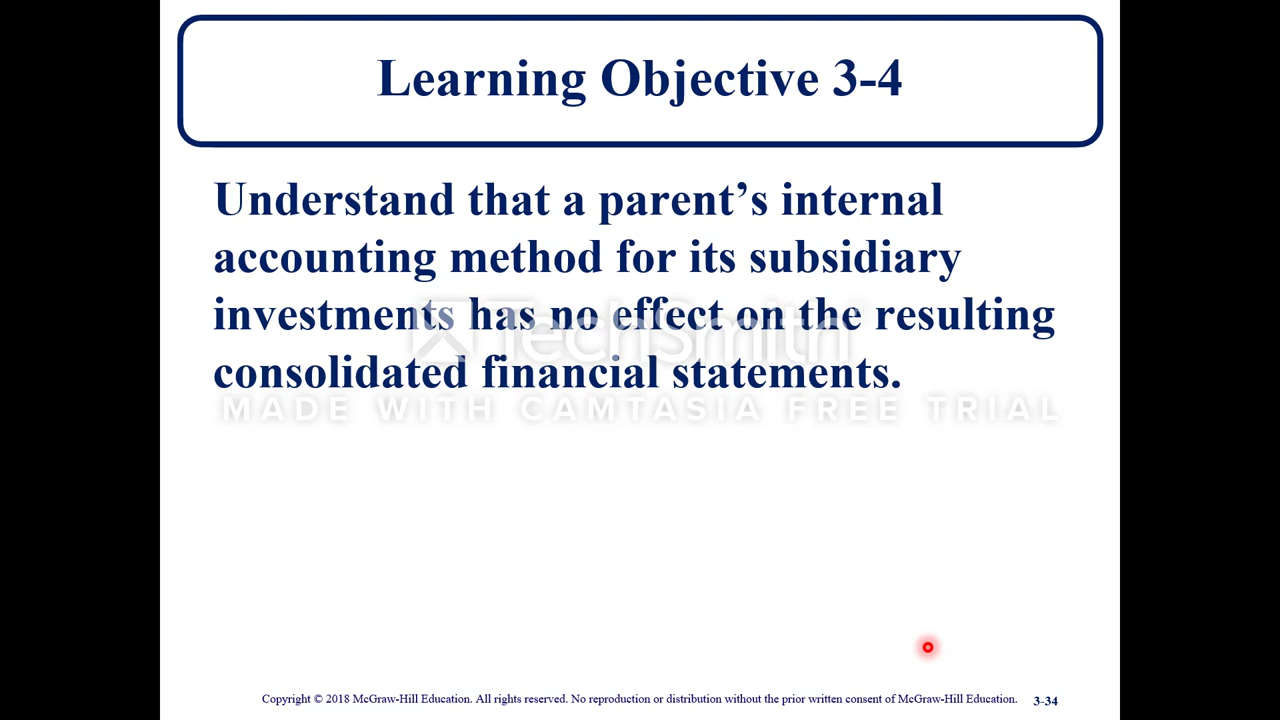 Learning Objective 3-4
Understand that a parent’s internal
accounting method for its subsidiary
investments has no effect on the resulting
TechSmith
consolidated financial statements.
MADE WITH CAMTASIA FREE TRIAL
Copyright © 2018 McGraw-Hill Education. All rights reserved. No reproduction or distribution without the prior written consent of McGraw-Hill Education. 3-34